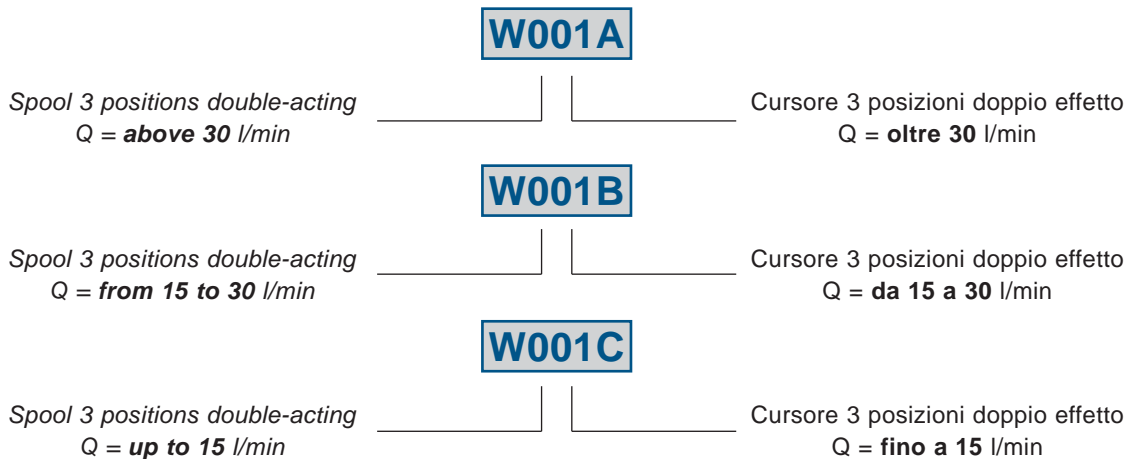 W001A
Spool 3 positions double-acting
Q = above 30 l/min
Cursore 3 posizioni doppio effetto
Q = oltre 30 l/min
W001B
Spool 3 positions double-acting
Q = from 15 to 30 l/min
Cursore 3 posizioni doppio effetto
Q = da 15 a 30 l/min
W001C
Spool 3 positions double-acting
Q = up to 15 l/min
Cursore 3 posizioni doppio effetto
Q = fino a 15 l/min